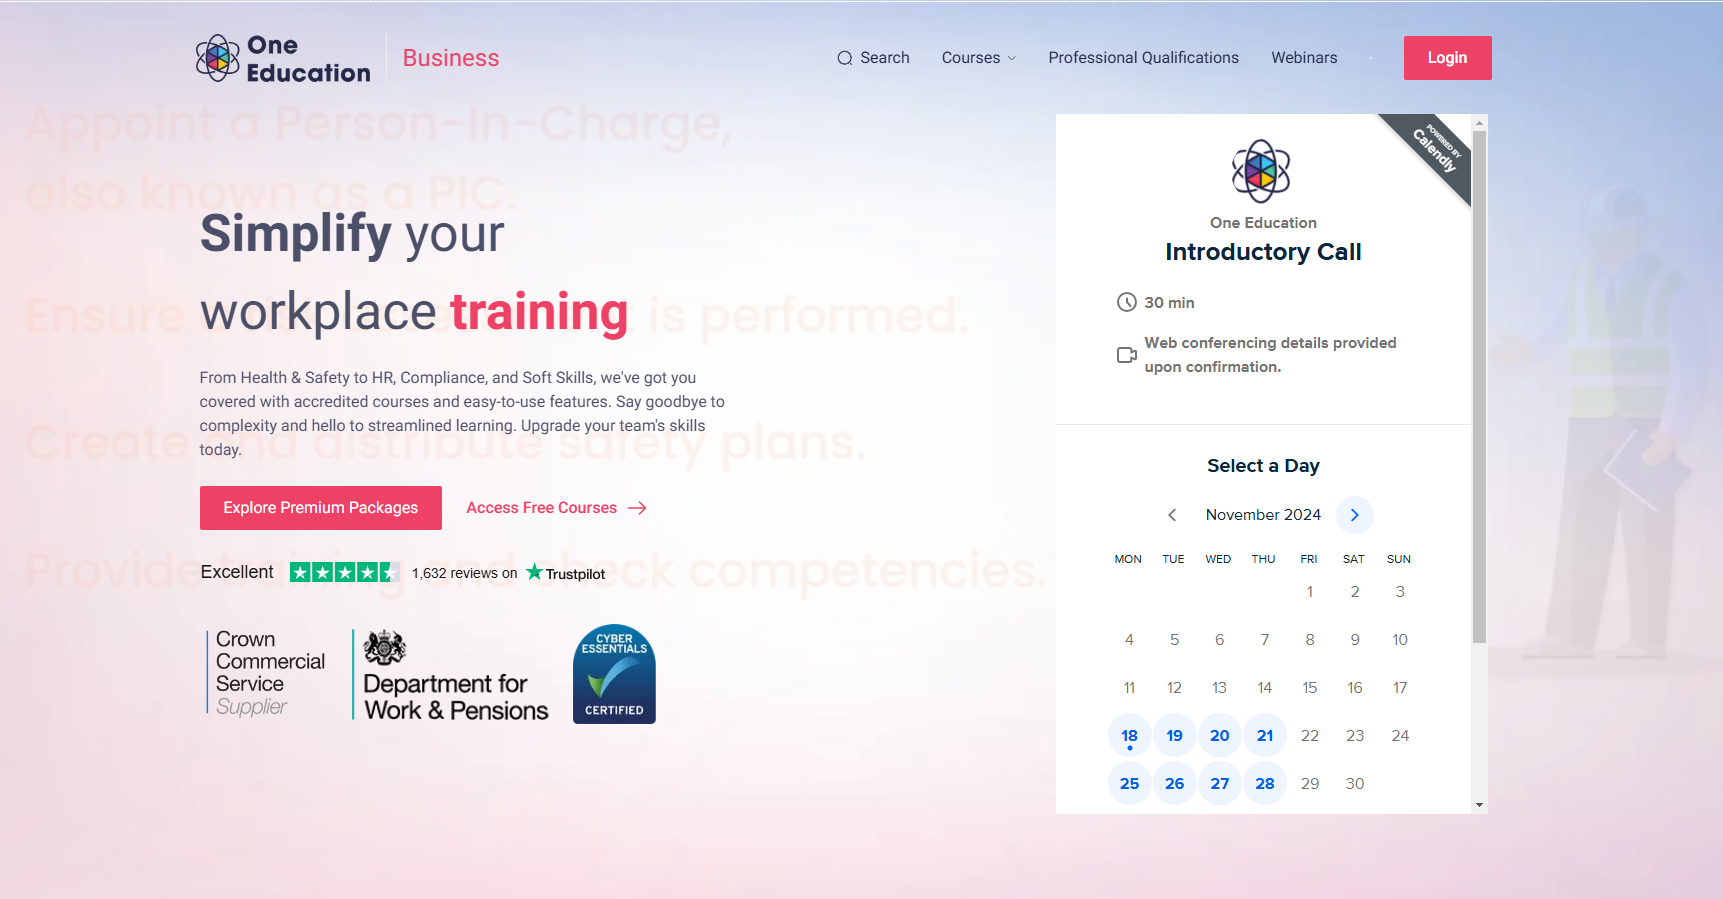 One
Education
Business
Search
Courses
Professional Qualifications
Webinars
Login
Appoint a Person-In-Charge,
also known as a PIC.
Simplify your
workplace training
Ensure
t is performed.
From Health & Safety to HR, Compliance, and Soft Skills, we've got you
covered with accredited courses and easy-to-use features. Say goodbye to
complexity and hello to streamlined learning. Upgrade your team's skills
today.
Create and distribute safety plans.
Explore Premium Packages
Access Free Courses
Provide training and check competencies.
Excellent
1,632 reviews on
Trustpilot
Crown
Commercial
Service
Supplier
Department for
Work & Pensions
CYBER
ESSENTIALS
CERTIFIED
POWERED BY
Calendly
One Education
Introductory Call
30 min
Web conferencing details provided
upon confirmation.
Select a Day
November 2024
MON TUE WED THU FRI SAT SUN
1 2 3
4 5 6 7 8 9 10
11 12 13 14 15 16 17
18 19 20 21 22 23 24
25 26 27 28 29 30